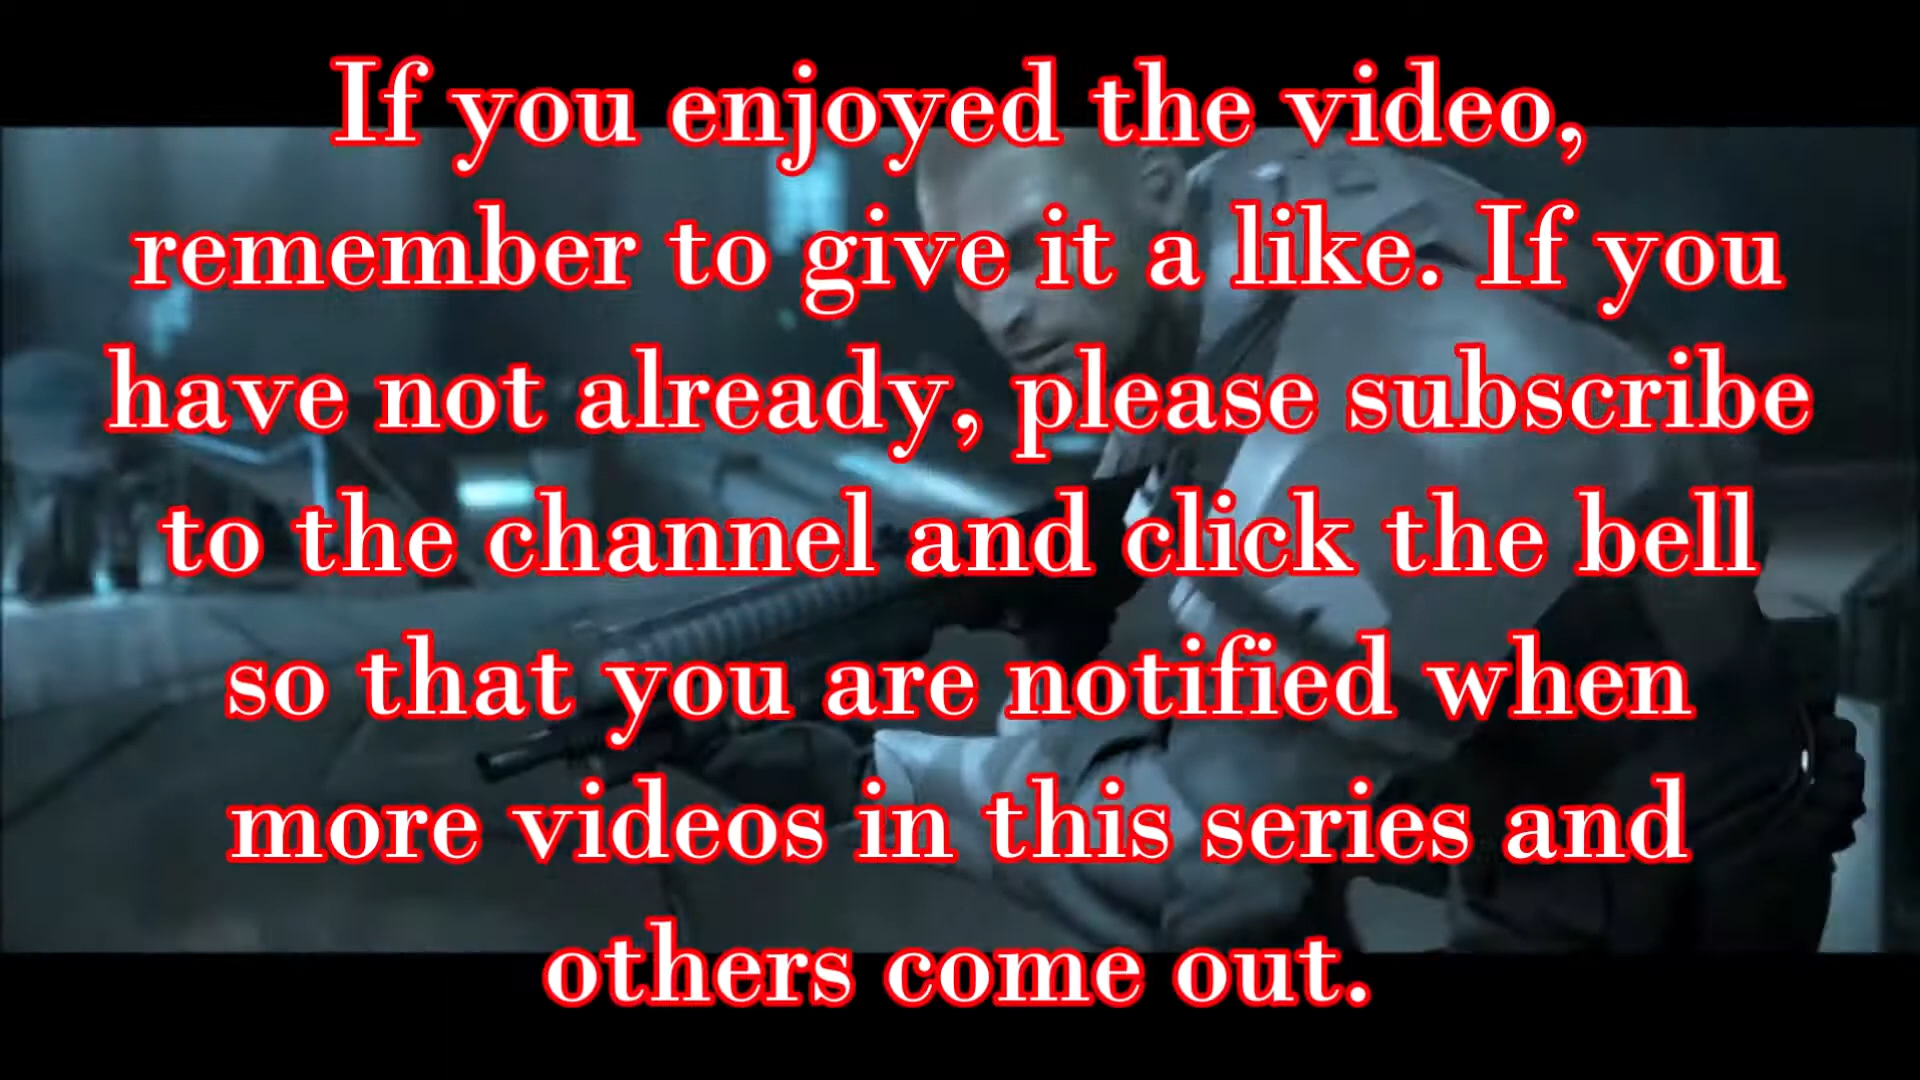 If you enjoyed the video,
remember to give it a like. If you
have not already, please subscribe
to the channel and click the bell
so that you are notified when
more videos in this series and
others come out.